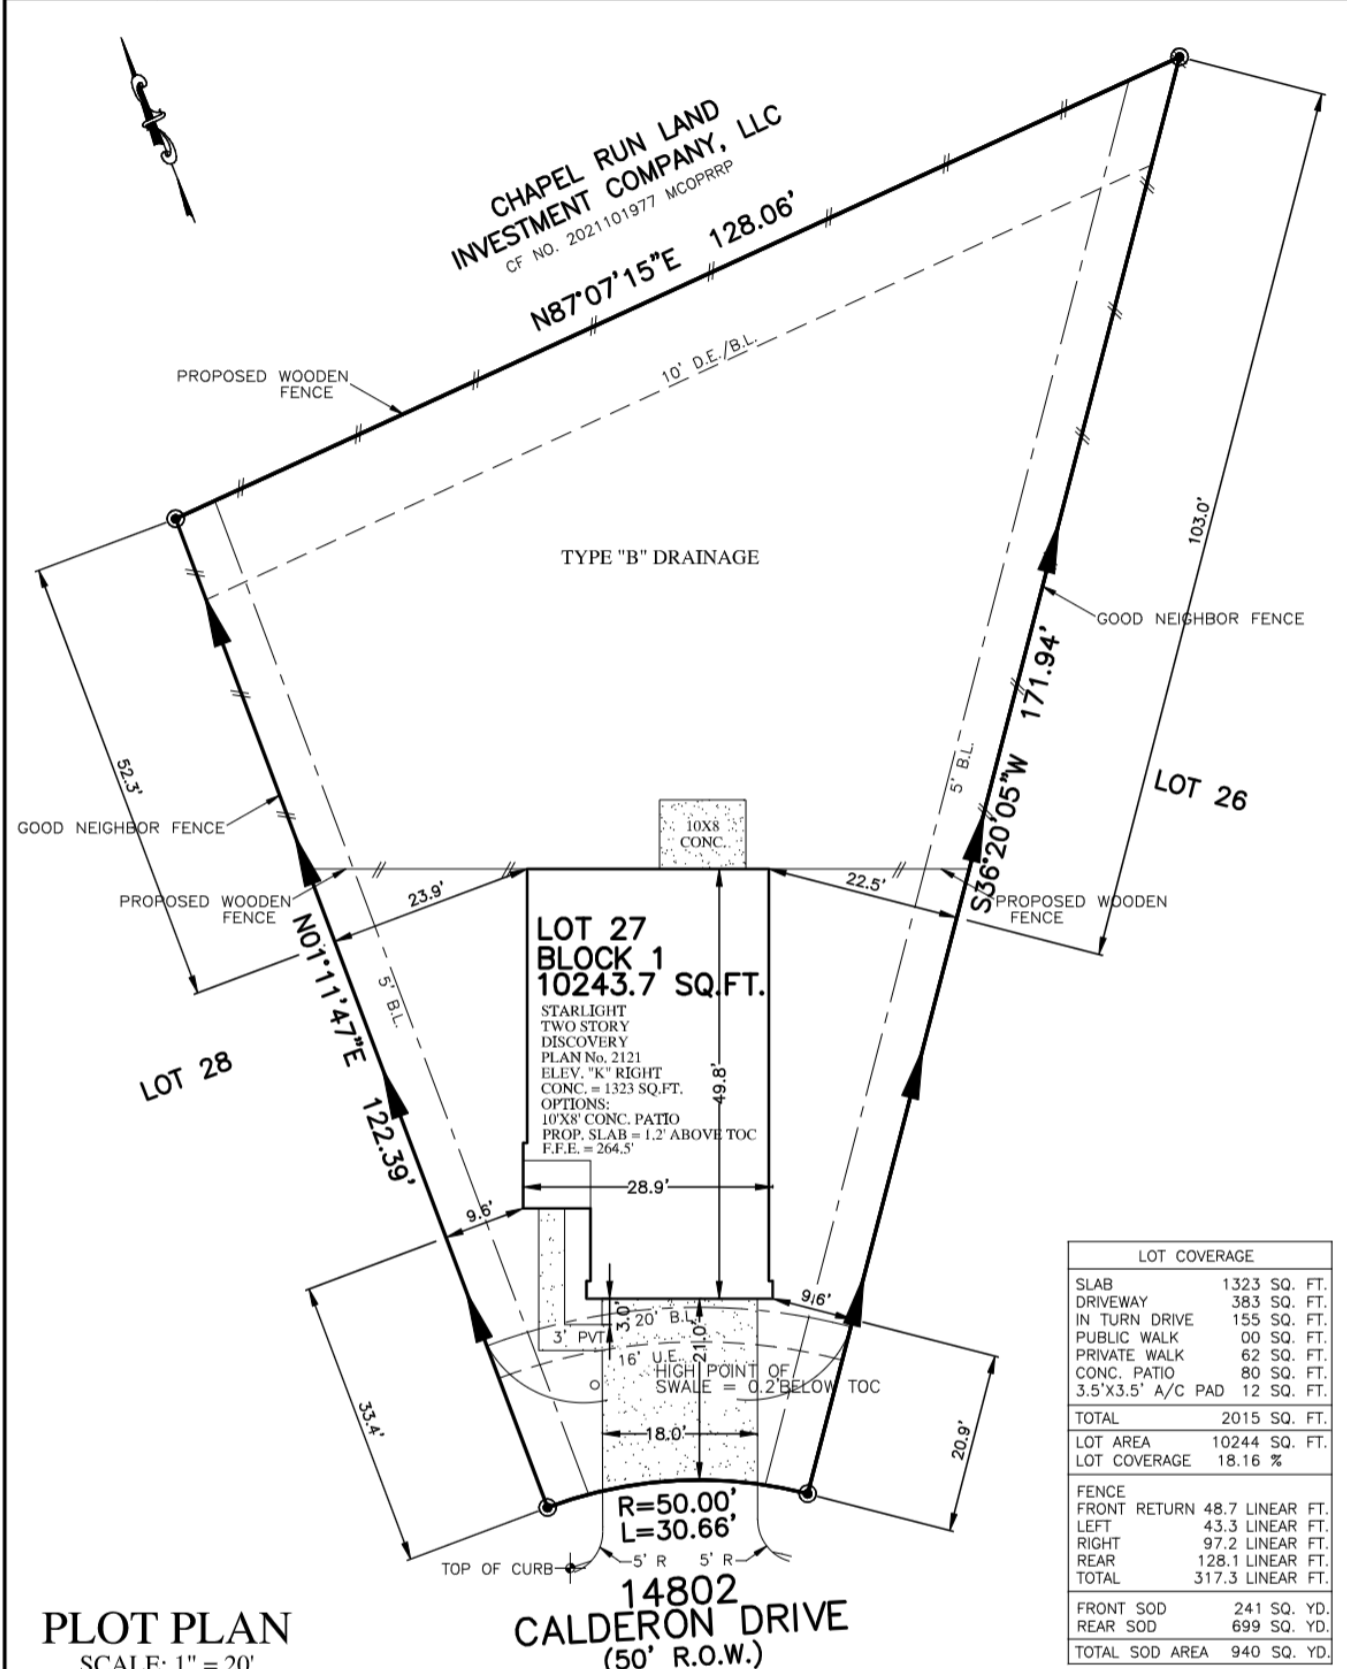 CHAPEL RUN LAND
INVESTMENT COMPANY, LLC
CF NO. 2021101977 MCOPRRP
N87°07'15"E 128.06'
PROPOSED WOODEN
FENCE
10' D.E./B.L.
TYPE "B" DRAINAGE
103.0'
GOOD NEIGHBOR FENCE
S36°20'05"W 171.94'
5' B.L.
LOT 26
52.3'
GOOD NEIGHBOR FENCE
10X8
CONC.
PROPOSED WOODEN
FENCE
23.9'
22.5'
PROPOSED WOODEN
FENCE
N01°11'47"E 122.39'
5' B.L.
LOT 28
LOT 27
BLOCK 1
10243.7 SQ.FT.
STARLIGHT
TWO STORY
DISCOVERY
PLAN No. 2121
ELEV. "K" RIGHT
CONC. = 1323 SQ.FT.
OPTIONS:
10'X8' CONC. PATIO
PROP. SLAB = 1.2' ABOVE TOC
F.F.E. = 264.5'
49.8'
28.9'
9.6'
9.6'
3.0'
20' B.L.
21.0'
3' PVT
16' U.E.
HIGH POINT OF
SWALE = 0.2'BELOW TOC
18.0'
33.4'
20.9'
R=50.00'
L=30.66'
5' R
5' R
TOP OF CURB
14802
CALDERON DRIVE
(50' R.O.W.)
PLOT PLAN
SCALE: 1" = 20'
LOT COVERAGE
SLAB 1323 SQ. FT.
DRIVEWAY 383 SQ. FT.
IN TURN DRIVE 155 SQ. FT.
PUBLIC WALK 00 SQ. FT.
PRIVATE WALK 62 SQ. FT.
CONC. PATIO 80 SQ. FT.
3.5'X3.5' A/C PAD 12 SQ. FT.
TOTAL 2015 SQ. FT.
LOT AREA 10244 SQ. FT.
LOT COVERAGE 18.16 %
FENCE
FRONT RETURN 48.7 LINEAR FT.
LEFT 43.3 LINEAR FT.
RIGHT 97.2 LINEAR FT.
REAR 128.1 LINEAR FT.
TOTAL 317.3 LINEAR FT.
FRONT SOD 241 SQ. YD.
REAR SOD 699 SQ. YD.
TOTAL SOD AREA 940 SQ. YD.